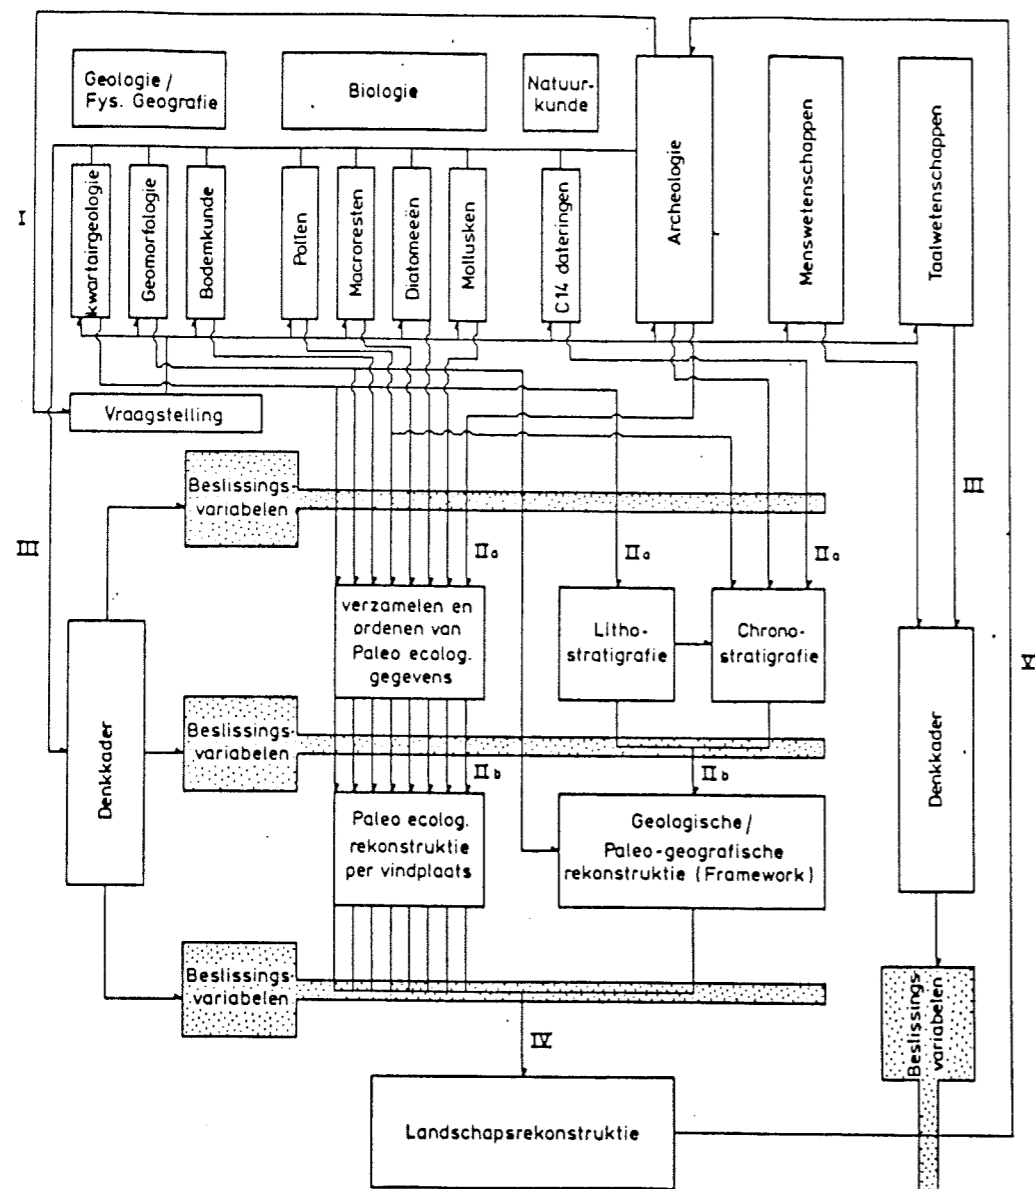 Geologie /
Fys. Geografie
Biologie
Natuur-
kunde
Archeologie
Menswetenschappen
Taalwetenschappen
I
kwartairgeologie
Geomorfologie
Bodemkunde
Pollen
Macroresten
Diatomeeën
Mollusken
C14 dateringen
Vraagstelling
Beslissings-
variabelen
III
III
IIa
IIa
IIa
verzamelen en
ordenen van
Paleo ecolog.
gegevens
Litho-
stratigrafie
Chrono-
stratigrafie
V
Denkkader
Beslissings-
variabelen
Denkkader
IIb
IIb
Paleo ecolog.
rekonstruktie
per vindplaats
Geologische /
Paleo-geografische
rekonstruktie (Framework)
Beslissings-
variabelen
Beslissings-
variabelen
IV
Landschapsrekonstruktie